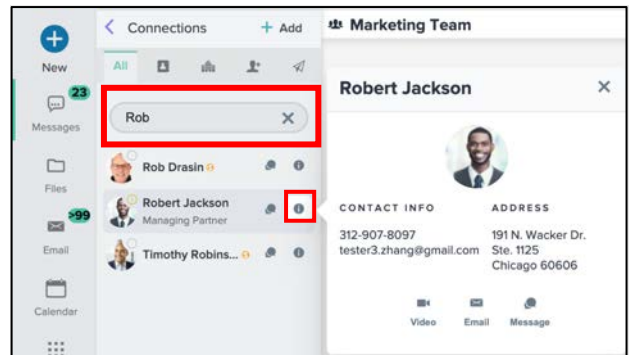 New
23
Messages
Files
>99
Email
Calendar
Connections
+ Add
All
Rob
Rob Drasin
Robert Jackson
Managing Partner
Timothy Robins...
Marketing Team
Robert Jackson
CONTACT INFO
312-907-8097
tester3.zhang@gmail.com
ADDRESS
191 N. Wacker Dr.
Ste. 1125
Chicago 60606
Video
Email
Message